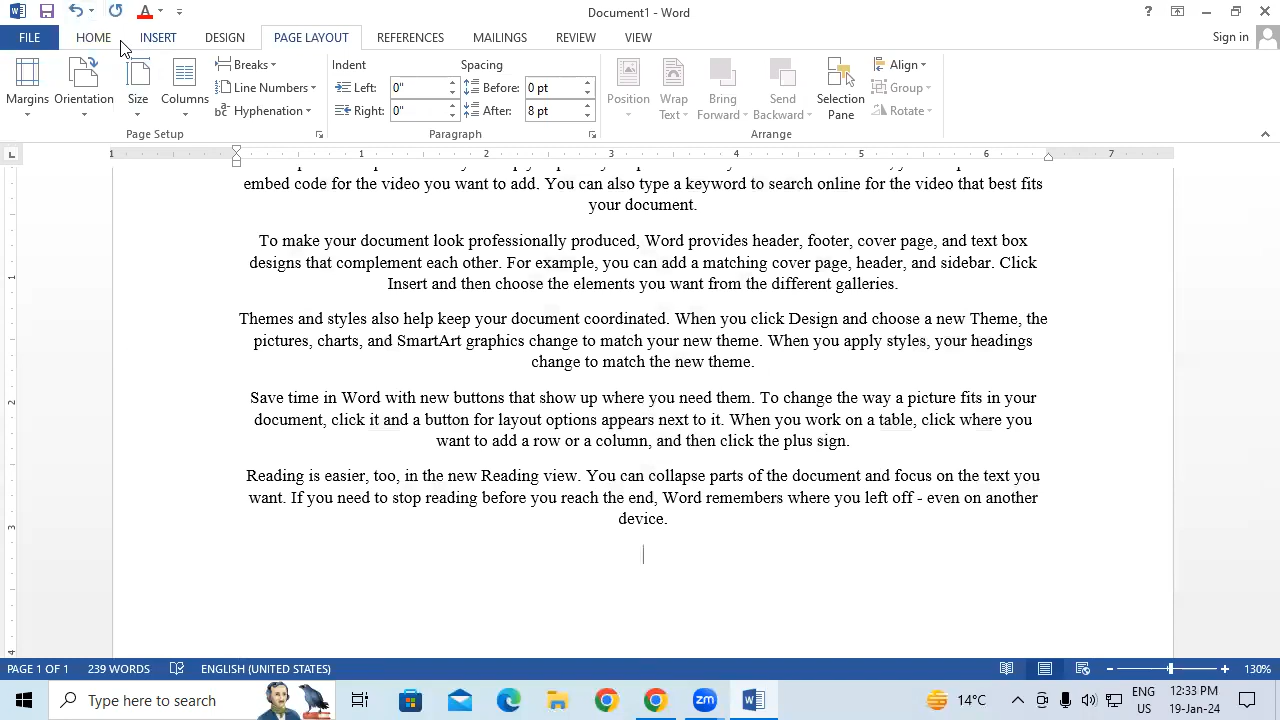 Document1 - Word
FILE HOME INSERT DESIGN PAGE LAYOUT REFERENCES MAILINGS REVIEW VIEW Sign in
Margins Orientation Size Columns
Breaks
Line Numbers
Hyphenation
Page Setup
Indent
Left: 0"
Right: 0"
Spacing
Before: 0 pt
After: 8 pt
Paragraph
Position
Wrap Text
Bring Forward
Send Backward
Selection Pane
Align
Group
Rotate
Arrange
1 1 2 3 4 5 6 7
embed code for the video you want to add. You can also type a keyword to search online for the video that best fits
your document.
To make your document look professionally produced, Word provides header, footer, cover page, and text box
designs that complement each other. For example, you can add a matching cover page, header, and sidebar. Click
Insert and then choose the elements you want from the different galleries.
Themes and styles also help keep your document coordinated. When you click Design and choose a new Theme, the
pictures, charts, and SmartArt graphics change to match your new theme. When you apply styles, your headings
change to match the new theme.
Save time in Word with new buttons that show up where you need them. To change the way a picture fits in your
document, click it and a button for layout options appears next to it. When you work on a table, click where you
want to add a row or a column, and then click the plus sign.
Reading is easier, too, in the new Reading view. You can collapse parts of the document and focus on the text you
want. If you need to stop reading before you reach the end, Word remembers where you left off - even on another
device.
1
2
3
4
PAGE 1 OF 1 239 WORDS ENGLISH (UNITED STATES) 130%
Type here to search
zm
14°C
ENG
US
12:33 PM
19-Jan-24